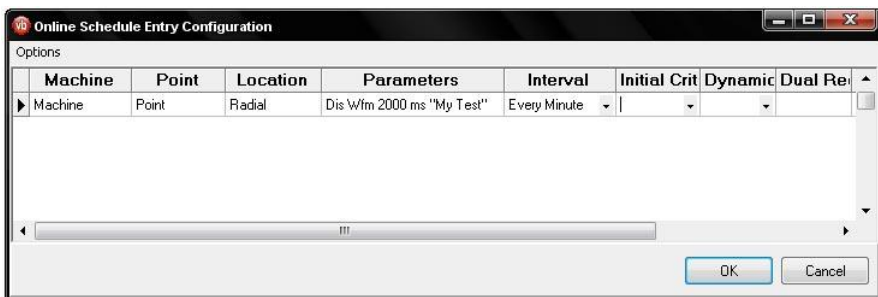 Online Schedule Entry Configuration
Options
Machine Point Location Parameters Interval Initial Crit Dynamic Dual Re
Machine Point Radial Dis Wfm 2000 ms "My Test" Every Minute
OK Cancel